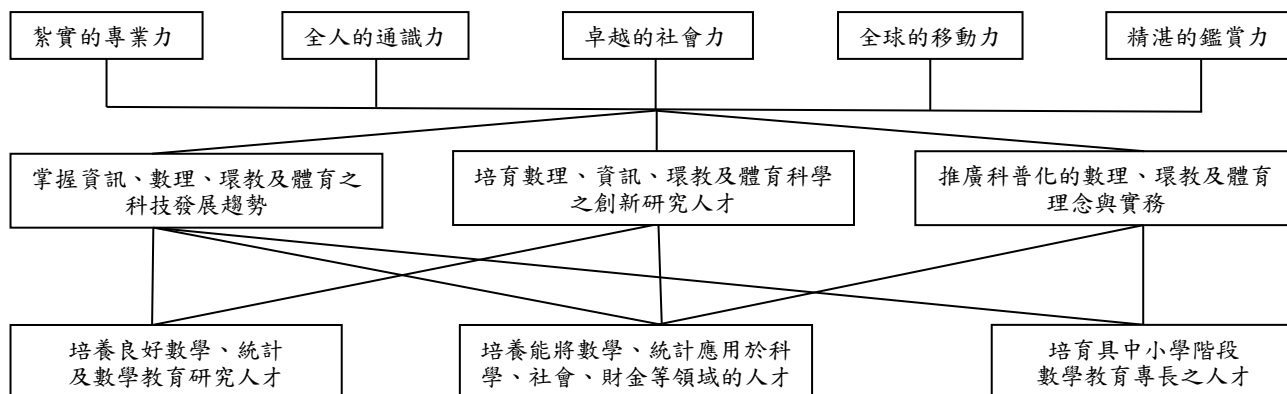 紮實的專業力
全人的通識力
卓越的社會力
全球的移動力
精湛的鑑賞力
掌握資訊、數理、環教及體育之
科技發展趨勢
培育數理、資訊、環教及體育科學
之創新研究人才
推廣科普化的數理、環教及體育
理念與實務
培養良好數學、統計
及數學教育研究人才
培養能將數學、統計應用於科
學、社會、財金等領域的人才
培育具中小學階段
數學教育專長之人才